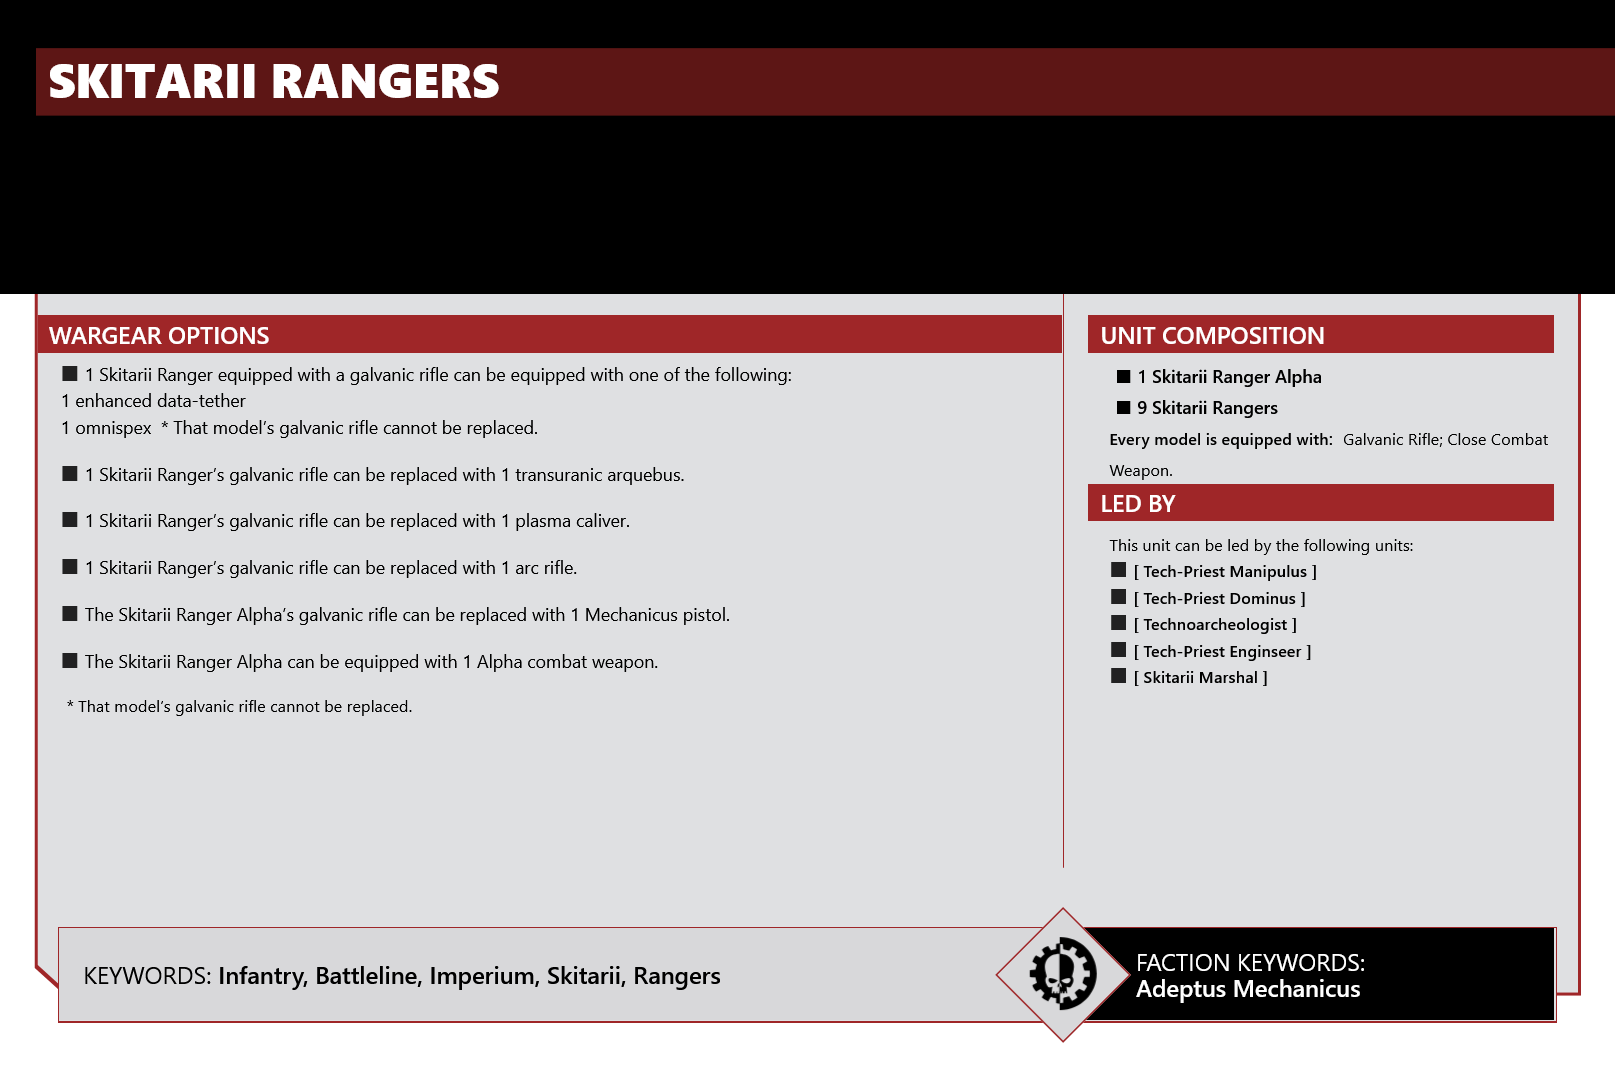 SKITARII RANGERS
WARGEAR OPTIONS
■ 1 Skitarii Ranger equipped with a galvanic rifle can be equipped with one of the following:
1 enhanced data-tether
1 omnispex * That model’s galvanic rifle cannot be replaced.
■ 1 Skitarii Ranger’s galvanic rifle can be replaced with 1 transuranic arquebus.
■ 1 Skitarii Ranger’s galvanic rifle can be replaced with 1 plasma caliver.
■ 1 Skitarii Ranger’s galvanic rifle can be replaced with 1 arc rifle.
■ The Skitarii Ranger Alpha’s galvanic rifle can be replaced with 1 Mechanicus pistol.
■ The Skitarii Ranger Alpha can be equipped with 1 Alpha combat weapon.
* That model’s galvanic rifle cannot be replaced.
UNIT COMPOSITION
■ 1 Skitarii Ranger Alpha
■ 9 Skitarii Rangers
Every model is equipped with: Galvanic Rifle; Close Combat
Weapon.
LED BY
This unit can be led by the following units:
■ [ Tech-Priest Manipulus ]
■ [ Tech-Priest Dominus ]
■ [ Technoarcheologist ]
■ [ Tech-Priest Enginseer ]
■ [ Skitarii Marshal ]
KEYWORDS: Infantry, Battleline, Imperium, Skitarii, Rangers
FACTION KEYWORDS:
Adeptus Mechanicus